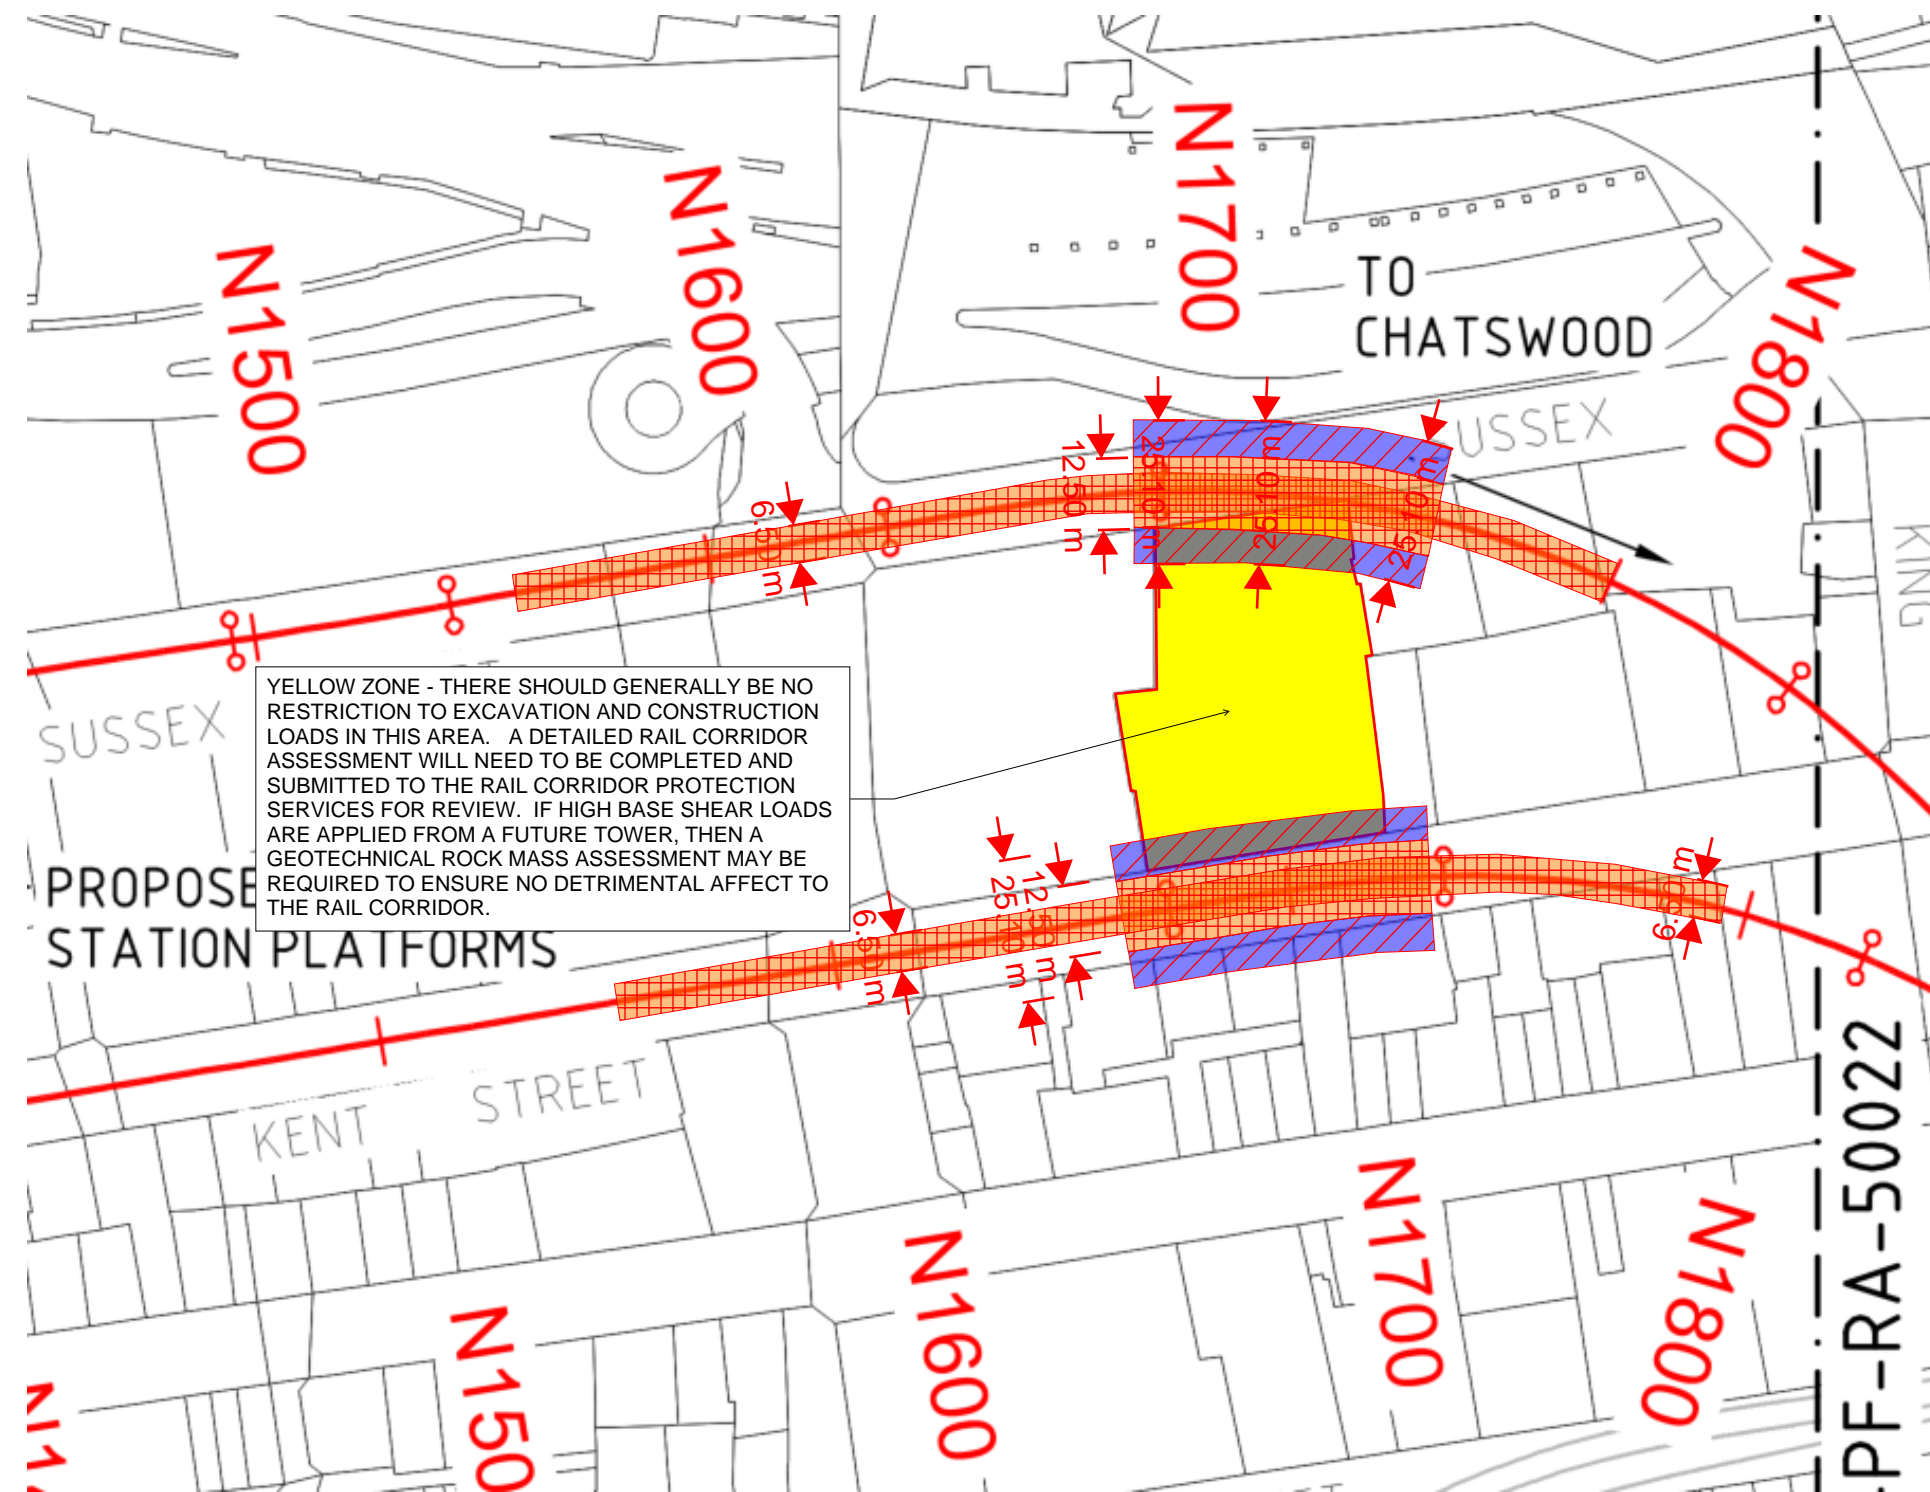 N1500
N1600
N1700
N1800
TO
CHATSWOOD
USSEX
KING
25.10 m
25.10 m
25.10 m
12.50 m
6.50 m
SUSSEX
YELLOW ZONE - THERE SHOULD GENERALLY BE NO
RESTRICTION TO EXCAVATION AND CONSTRUCTION
LOADS IN THIS AREA. A DETAILED RAIL CORRIDOR
ASSESSMENT WILL NEED TO BE COMPLETED AND
SUBMITTED TO THE RAIL CORRIDOR PROTECTION
SERVICES FOR REVIEW. IF HIGH BASE SHEAR LOADS
ARE APPLIED FROM A FUTURE TOWER, THEN A
GEOTECHNICAL ROCK MASS ASSESSMENT MAY BE
REQUIRED TO ENSURE NO DETRIMENTAL AFFECT TO
THE RAIL CORRIDOR.
PROPOSE
STATION PLATFORMS
6.50 m
25.10 m
12.50 m
6.50 m
KENT STREET
N1600
N1700
N1800
N150
N1
-PF-RA-50022